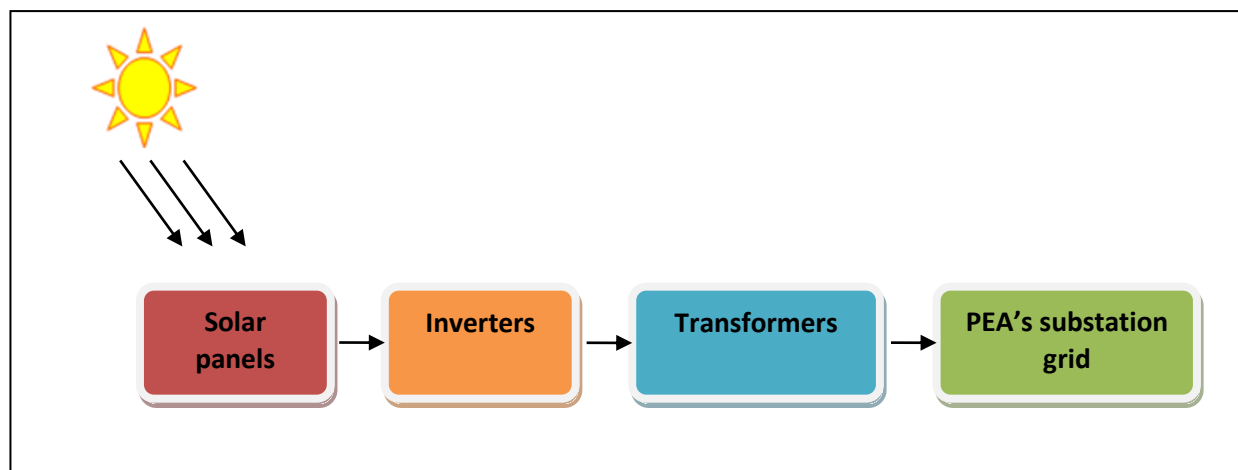 Solar
panels
Inverters
Transformers
PEA’s substation
grid